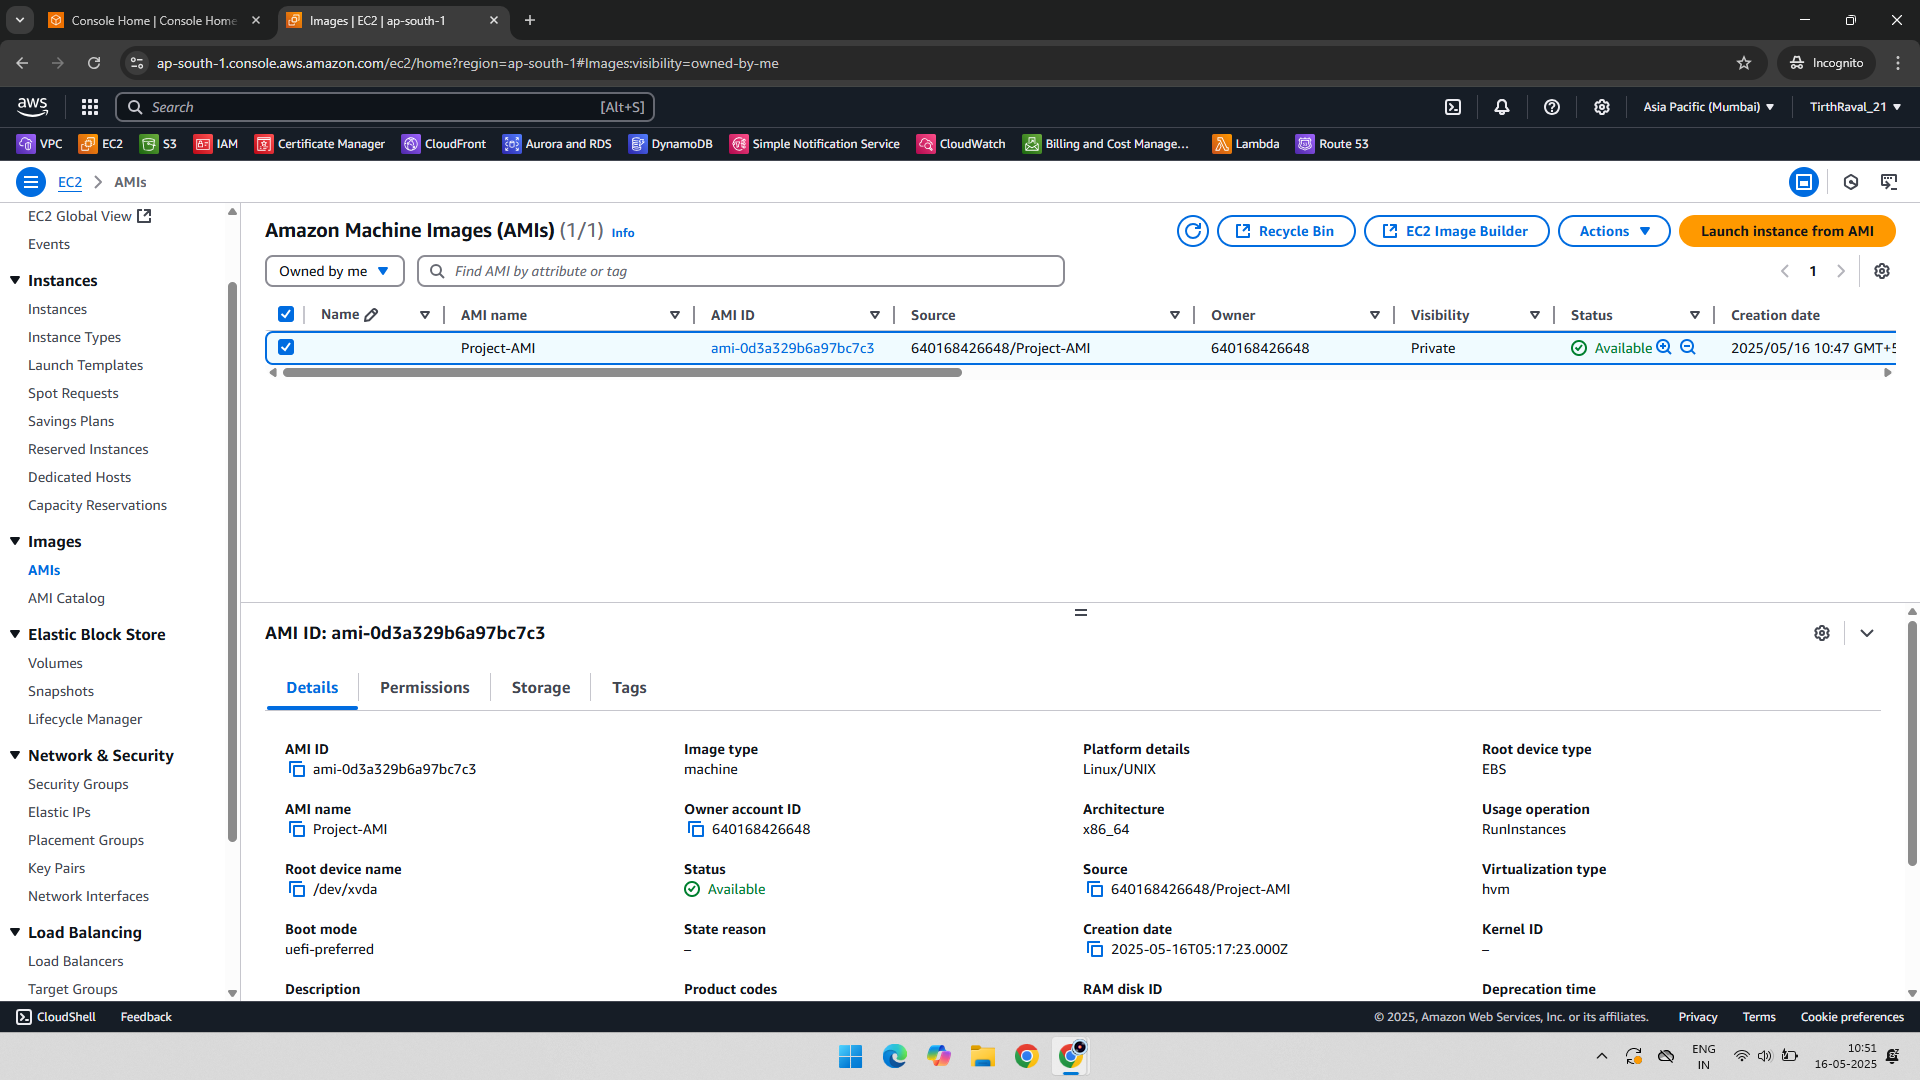 Console Home | Console Home
Images | EC2 | ap-south-1
ap-south-1.console.aws.amazon.com/ec2/home?region=ap-south-1#Images:visibility=owned-by-me
Incognito
aws
Search
[Alt+S]
Asia Pacific (Mumbai)
TirthRaval_21
VPC
EC2
S3
IAM
Certificate Manager
CloudFront
Aurora and RDS
DynamoDB
Simple Notification Service
CloudWatch
Billing and Cost Manage...
Lambda
Route 53
EC2
AMIs
EC2 Global View
Events
Instances
Instances
Instance Types
Launch Templates
Spot Requests
Savings Plans
Reserved Instances
Dedicated Hosts
Capacity Reservations
Images
AMIs
AMI Catalog
Elastic Block Store
Volumes
Snapshots
Lifecycle Manager
Network & Security
Security Groups
Elastic IPs
Placement Groups
Key Pairs
Network Interfaces
Load Balancing
Load Balancers
Target Groups
Amazon Machine Images (AMIs) (1/1) Info
Recycle Bin
EC2 Image Builder
Actions
Launch instance from AMI
Owned by me
Find AMI by attribute or tag
1
Name
AMI name
AMI ID
Source
Owner
Visibility
Status
Creation date
Project-AMI
ami-0d3a329b6a97bc7c3
640168426648/Project-AMI
640168426648
Private
Available
2025/05/16 10:47 GMT+5
AMI ID: ami-0d3a329b6a97bc7c3
Details
Permissions
Storage
Tags
AMI ID
ami-0d3a329b6a97bc7c3
Image type
machine
Platform details
Linux/UNIX
Root device type
EBS
AMI name
Project-AMI
Owner account ID
640168426648
Architecture
x86_64
Usage operation
RunInstances
Root device name
/dev/xvda
Status
Available
Source
640168426648/Project-AMI
Virtualization type
hvm
Boot mode
uefi-preferred
State reason
–
Creation date
2025-05-16T05:17:23.000Z
Kernel ID
–
Description
Product codes
RAM disk ID
Deprecation time
CloudShell
Feedback
© 2025, Amazon Web Services, Inc. or its affiliates.
Privacy
Terms
Cookie preferences
ENG
IN
10:51
16-05-2025